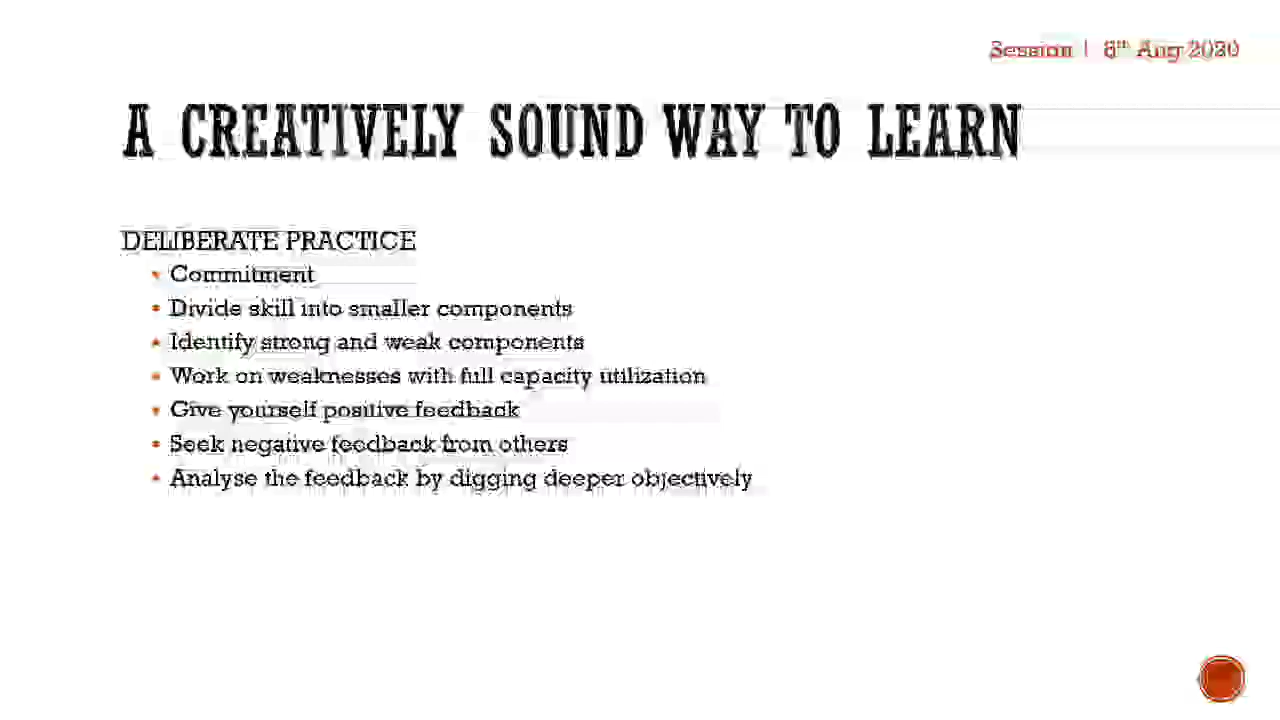 Session | 8th Aug 2020
A CREATIVELY SOUND WAY TO LEARN
DELIBERATE PRACTICE
• Commitment
• Divide skill into smaller components
• Identify strong and weak components
• Work on weaknesses with full capacity utilization
• Give yourself positive feedback
• Seek negative feedback from others
• Analyse the feedback by digging deeper objectively